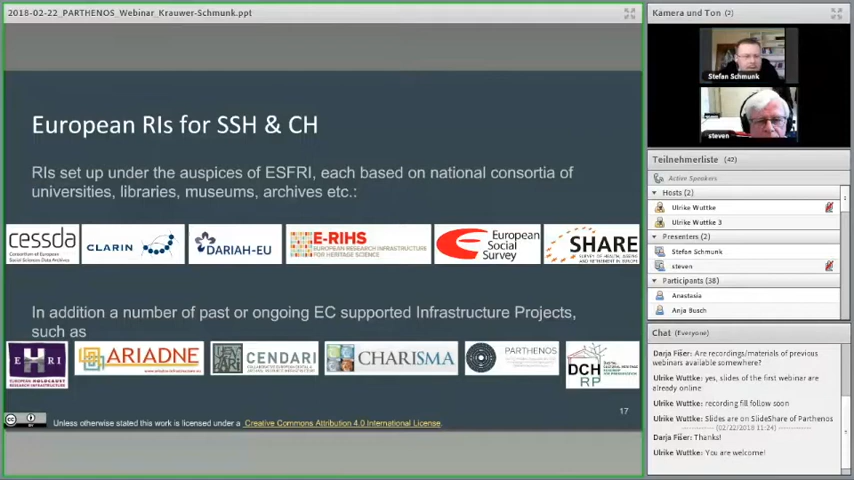 2018-02-22_PARTHENOS_Webinar_Krauwer-Schmunk.ppt
European RIs for SSH & CH
RIs set up under the auspices of ESFRI, each based on national consortia of
universities, libraries, museums, archives etc.:
cessda
Consortium of European
Social Sciences Data Archives
CLARIN
DARIAH-EU
E-RIHS
EUROPEAN RESEARCH INFRASTRUCTURE
FOR HERITAGE SCIENCE
European
Social
Survey
SHARE
SURVEY OF HEALTH, AGEING
AND RETIREMENT IN EUROPE
In addition a number of past or ongoing EC supported Infrastructure Projects,
such as
EHRI
EUROPEAN HOLOCAUST
RESEARCH INFRASTRUCTURE
ARIADNE
CENDARI
CHARISMA
PARTHENOS
DCH
RP
17
cc
BY
Unless otherwise stated this work is licensed under a Creative Commons Attribution 4.0 International License.
Kamera und Ton (2)
Stefan Schmunk
steven
Teilnehmerliste (42)
Active Speakers
Hosts (2)
Ulrike Wuttke
Ulrike Wuttke 3
Presenters (2)
Stefan Schmunk
steven
Participants (38)
Anastasia
Anja Busch
Chat (Everyone)
Darja Fišer: Are recordings/materials of previous
webinars available somewhere?
Ulrike Wuttke: yes, slides of the first webinar are
already online
Ulrike Wuttke: recording fill follow soon
Ulrike Wuttke: Slides are on SlideShare of Parthenos
------------ (02/22/2018 11:24) ------------
Darja Fišer: Thanks!
Ulrike Wuttke: You are welcome!